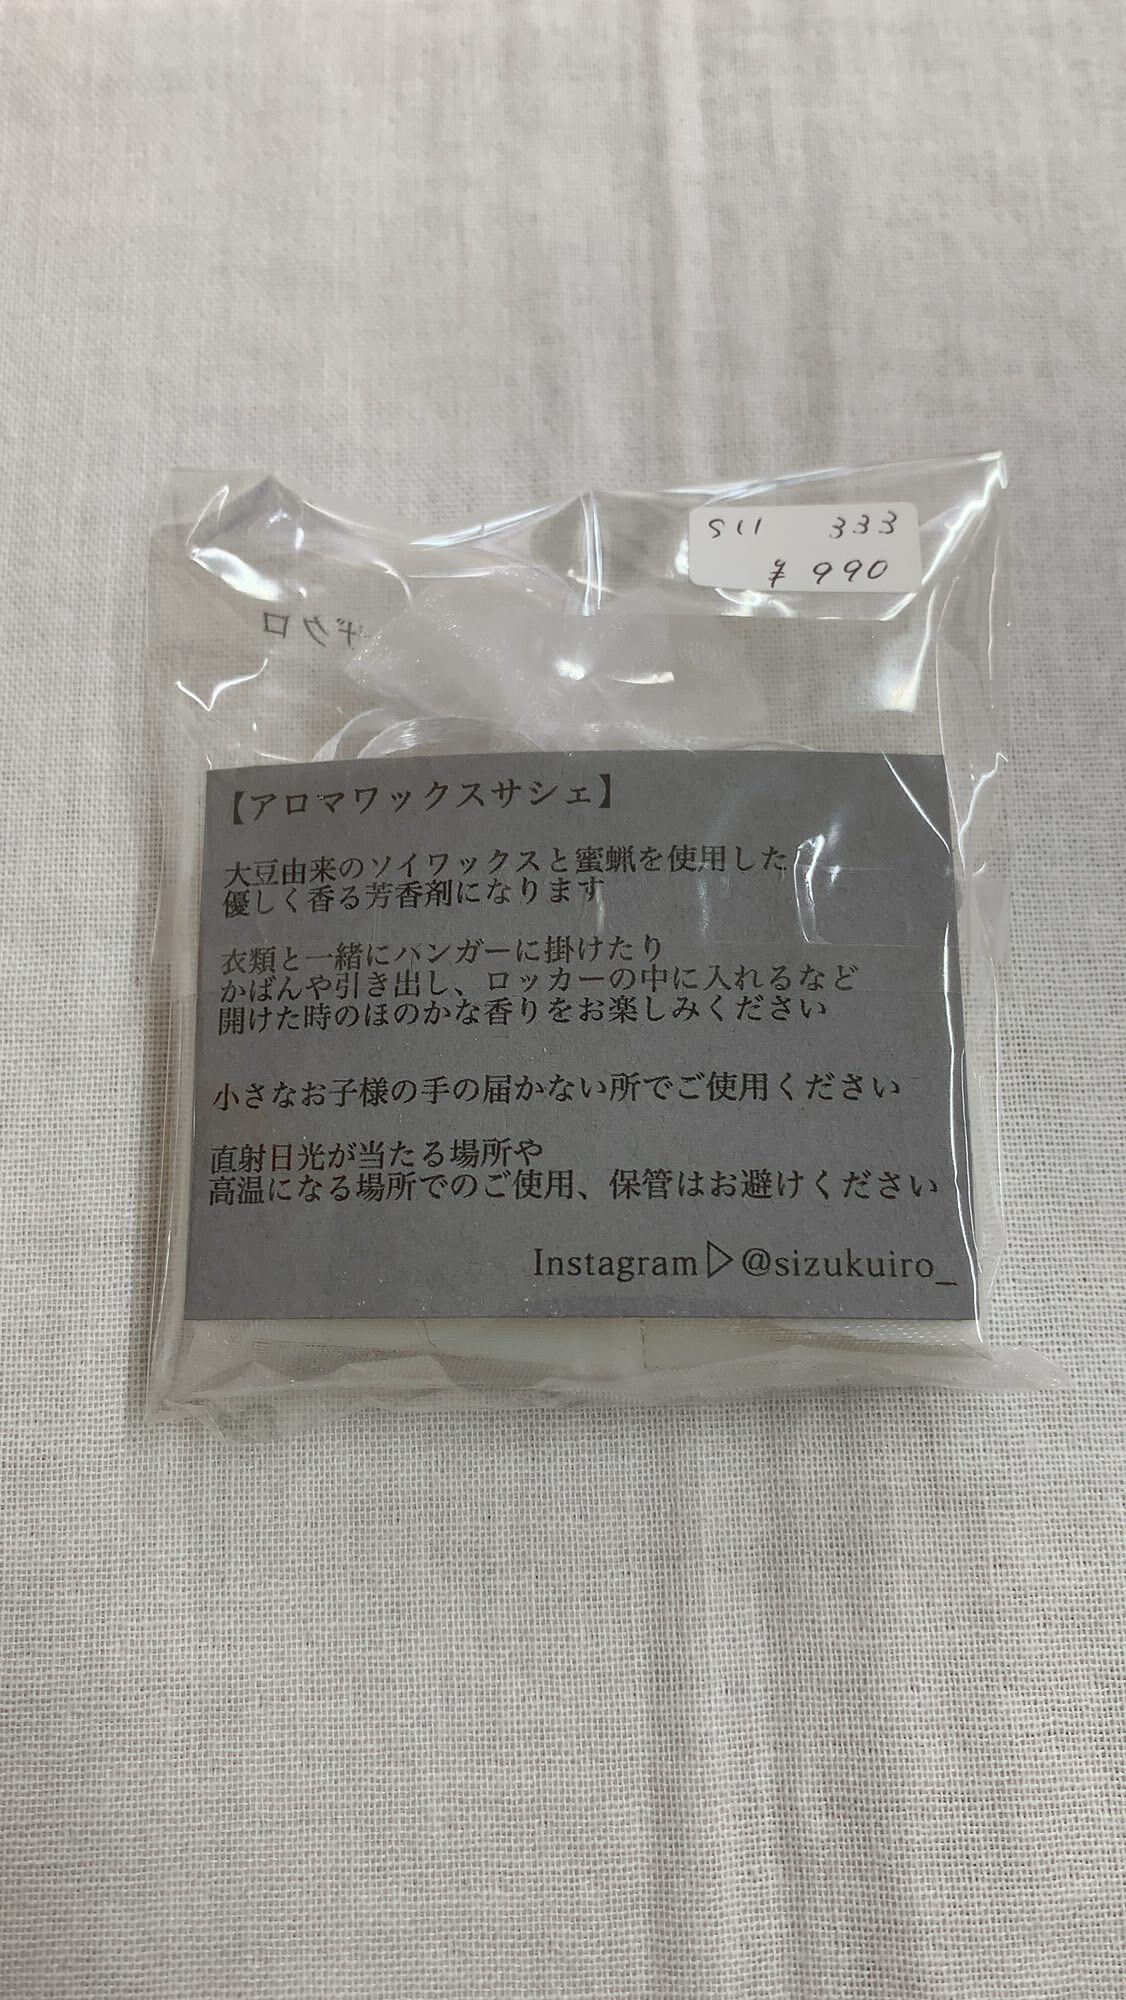 S11 333
¥ 990
ザクロ
【アロマワックスサシェ】
大豆由来のソイワックスと蜜蝋を使用した
優しく香る芳香剤になります
衣類と一緒にハンガーに掛けたり
かばんや引き出し、ロッカーの中に入れるなど
開けた時のほのかな香りをお楽しみください
小さなお子様の手の届かない所でご使用ください
直射日光が当たる場所や
高温になる場所でのご使用、保管はお避けください
Instagram▷@sizukuiro_